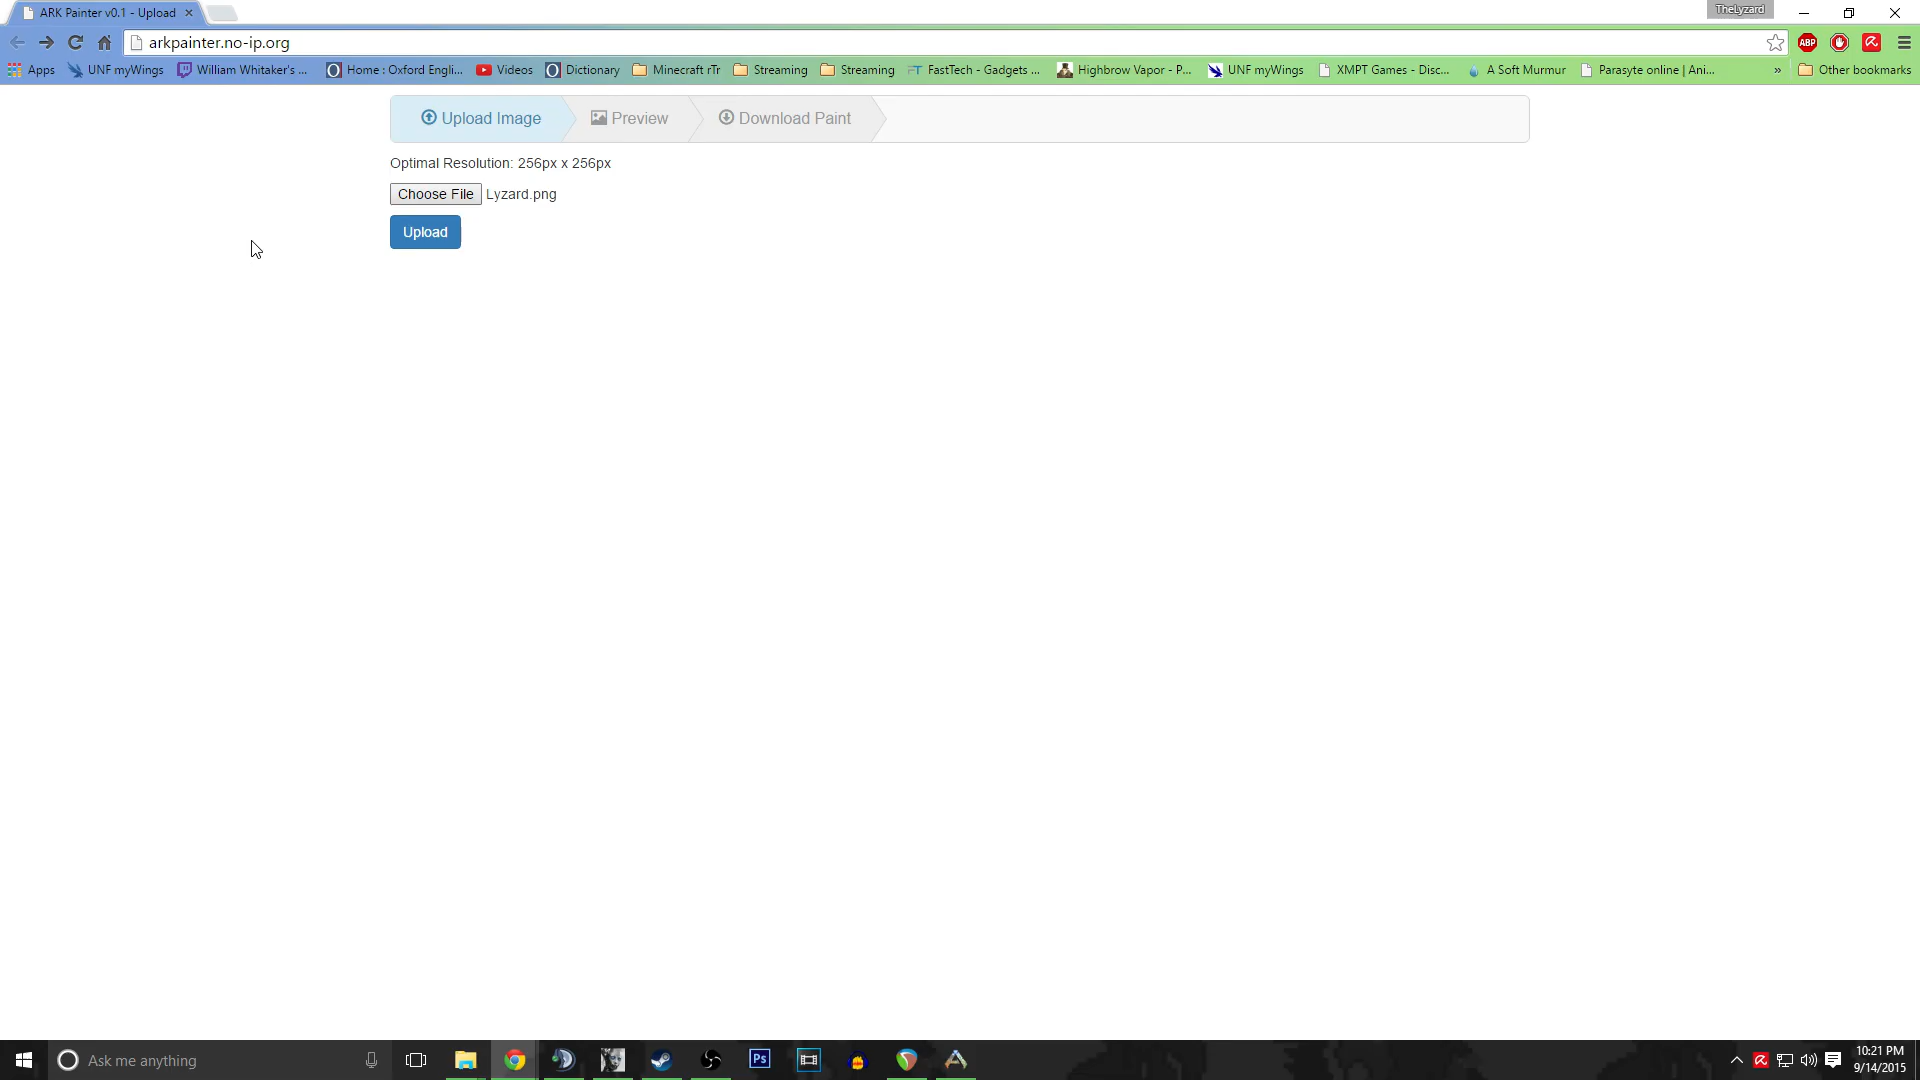 ARK Painter v0.1 - Upload
TheLyzard
arkpainter.no-ip.org
ABP
Apps
UNF myWings
William Whitaker's ...
Home : Oxford Engli...
Videos
Dictionary
Minecraft rTr
Streaming
Streaming
FastTech - Gadgets ...
Highbrow Vapor - P...
UNF myWings
XMPT Games - Disc...
A Soft Murmur
Parasyte online | Ani...
»
Other bookmarks
Upload Image
Preview
Download Paint
Optimal Resolution: 256px x 256px
Choose File Lyzard.png
Upload
Ask me anything
Ps
10:21 PM
9/14/2015